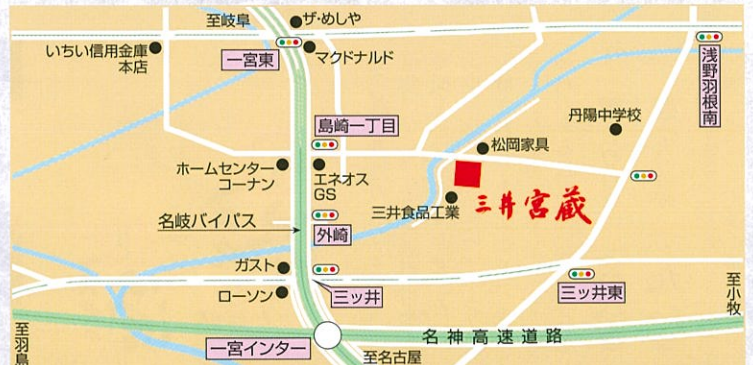 至岐阜
ザ・めしや
いちい信用金庫
本店
一宮東
マクドナルド
浅野羽根南
島崎一丁目
丹陽中学校
松岡家具
ホームセンター
コーナン
エネオス
GS
三井食品工業
三井宮蔵
名岐バイパス
外崎
ガスト
ローソン
三ッ井
三ッ井東
至小牧
至羽島
一宮インター
名神高速道路
至名古屋